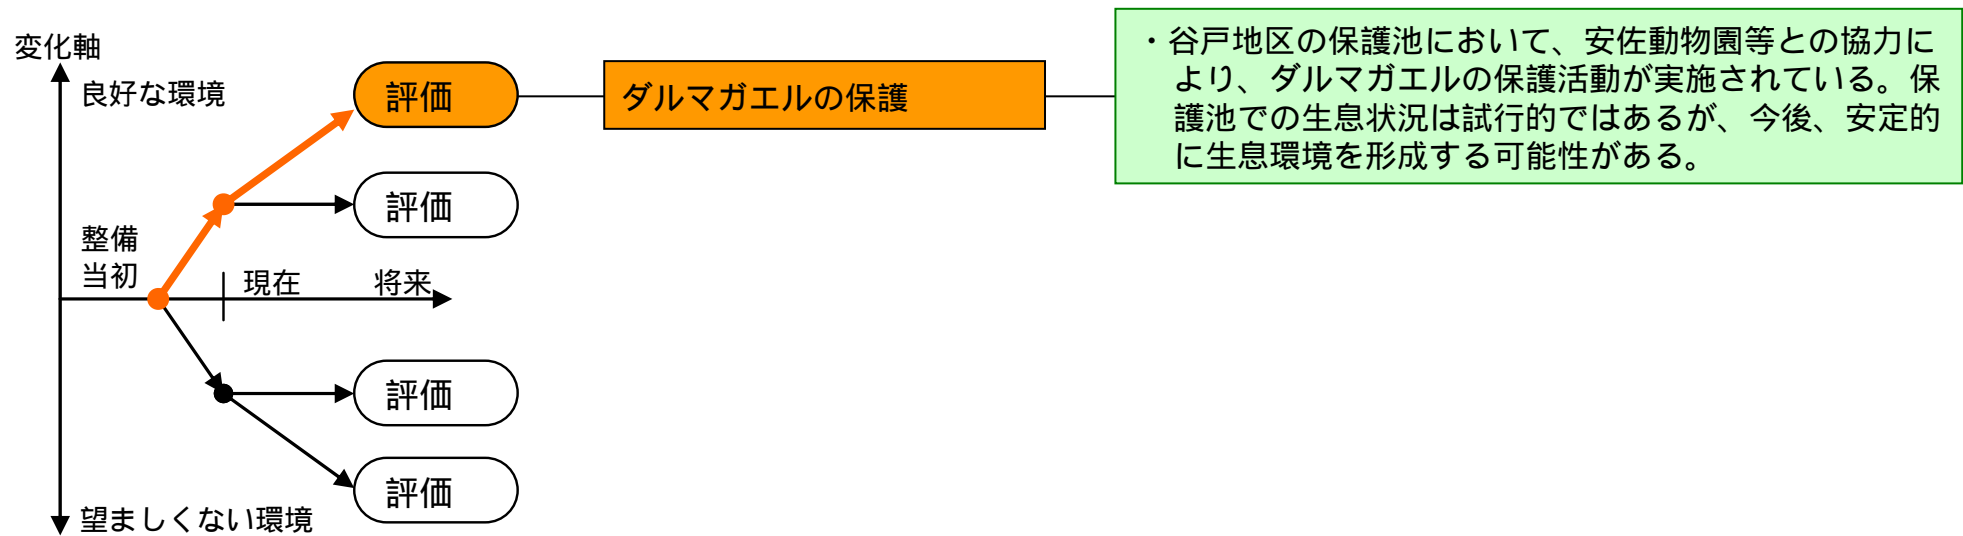 変化軸
良好な環境
評価
ダルマガエルの保護
・谷戸地区の保護池において、安佐動物園等との協力に
より、ダルマガエルの保護活動が実施されている。保
護池での生息状況は試行的ではあるが、今後、安定的
に生息環境を形成する可能性がある。
評価
整備
当初
現在
将来
評価
評価
望ましくない環境